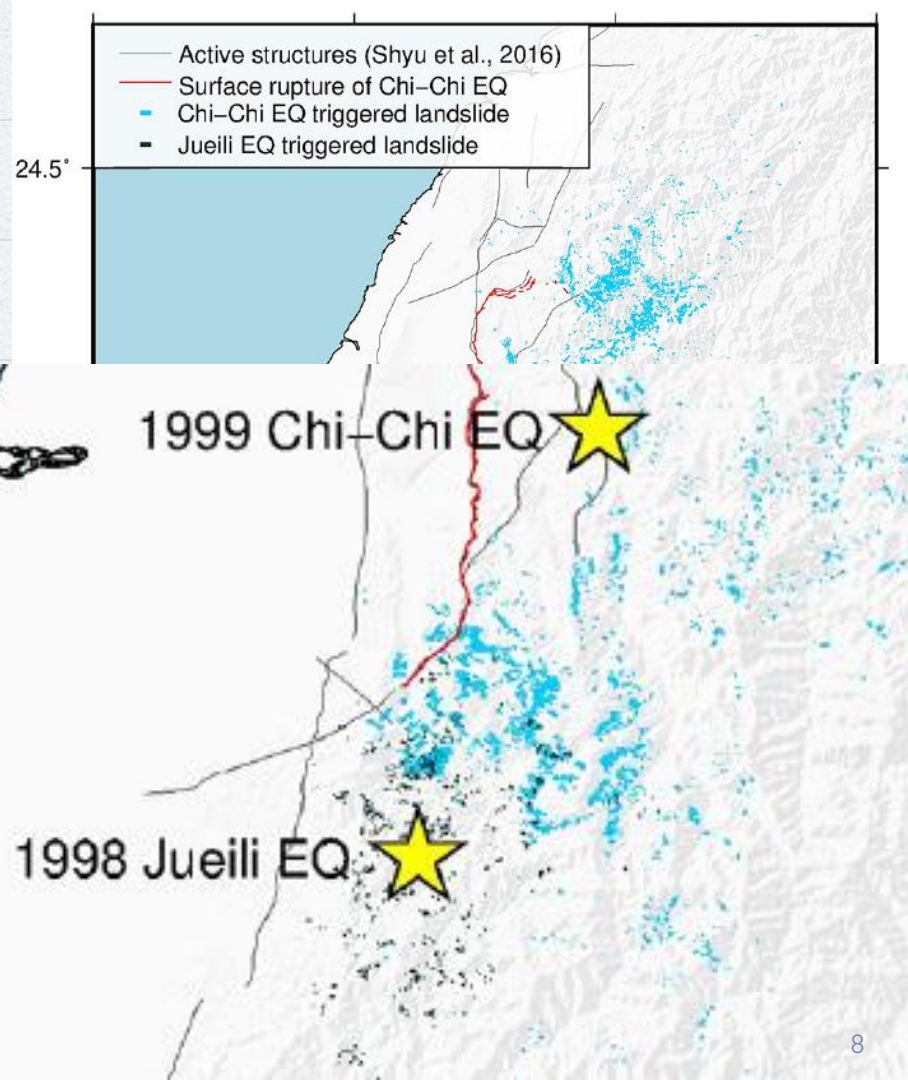 Active structures (Shyu et al., 2016)
Surface rupture of Chi−Chi EQ
Chi−Chi EQ triggered landslide
Jueili EQ triggered landslide
24.5°
1999 Chi−Chi EQ
1998 Jueili EQ
8